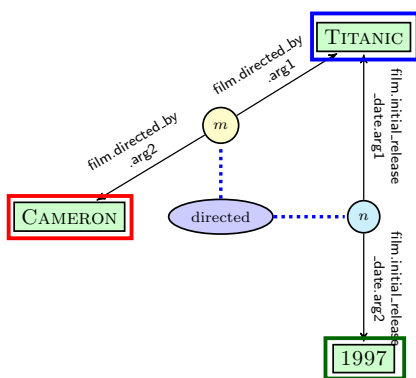 TITANIC
film.directed_by
.arg1
m
film.directed_by
.arg2
film.initial_release
_date.arg1
CAMERON
directed
n
film.initial_release
_date.arg2
1997